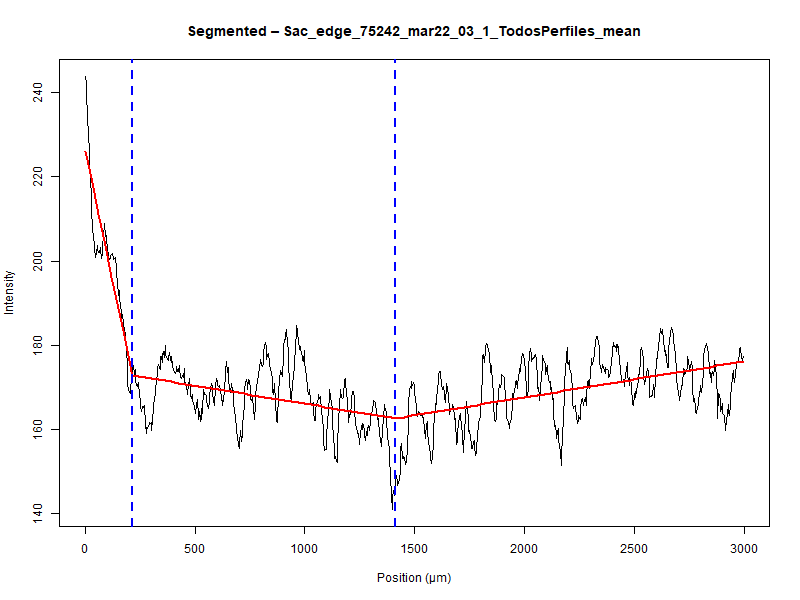 Segmented – Sac_edge_75242_mar22_03_1_TodosPerfiles_mean
240
220
200
180
160
140
Intensity
0 500 1000 1500 2000 2500 3000
Position (µm)